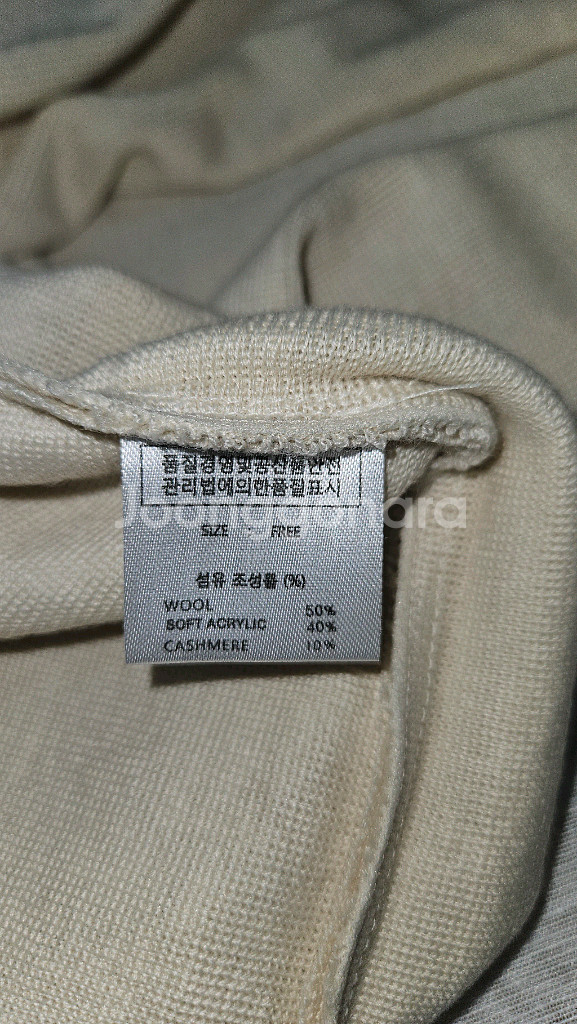 품질경영및공산품안전
관리법에의한품질표시
SIZE : FREE
섬유 조성률 (%)
WOOL 50%
SOFT ACRYLIC 40%
CASHMERE 10%